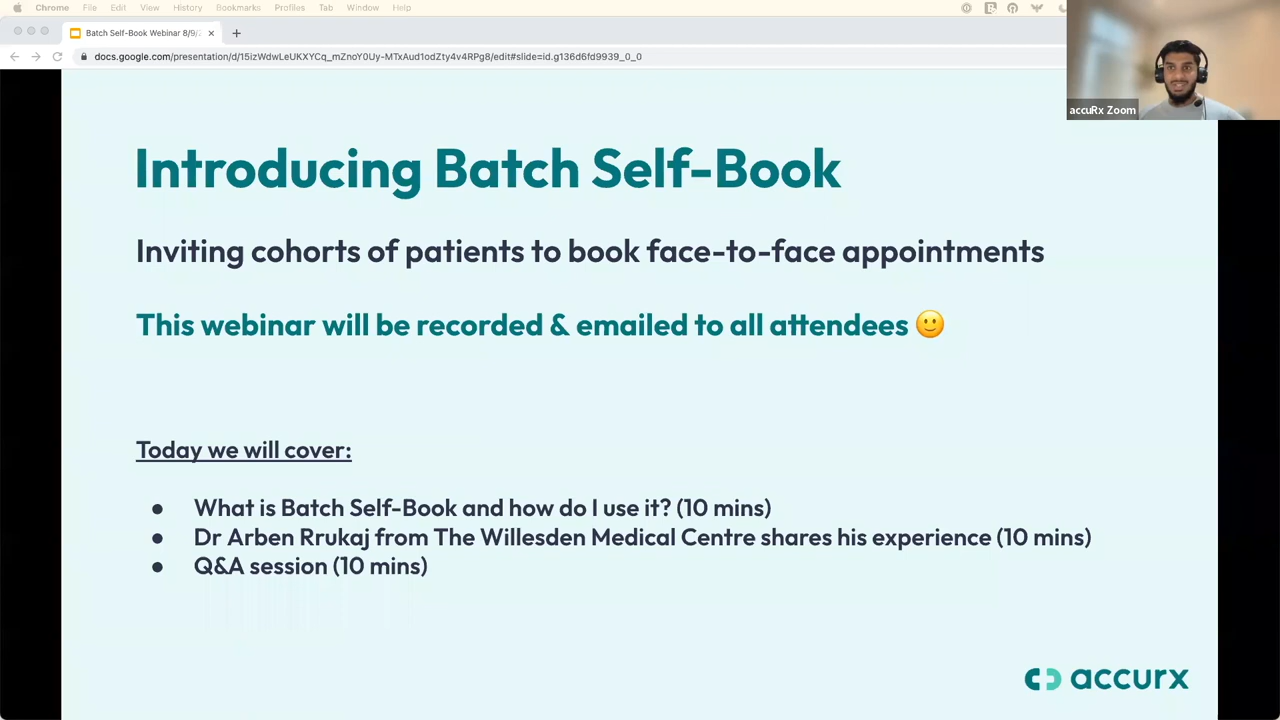 Chrome File Edit View History Bookmarks Profiles Tab Window Help
Batch Self-Book Webinar 8/9/
docs.google.com/presentation/d/15izWdwLeUKXYCq_mZnoY0Uy-MTxAud1odZty4v4RPg8/edit#slide=id.g136d6fd9939_0_0
accuRx Zoom
Introducing Batch Self-Book
Inviting cohorts of patients to book face-to-face appointments
This webinar will be recorded & emailed to all attendees 🙂
Today we will cover:
● What is Batch Self-Book and how do I use it? (10 mins)
● Dr Arben Rrukaj from The Willesden Medical Centre shares his experience (10 mins)
● Q&A session (10 mins)
accurx